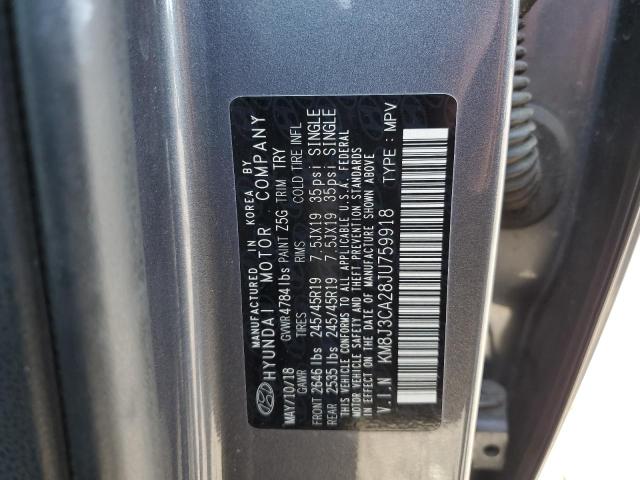 MANUFACTURED IN KOREA BY
HYUNDAI MOTOR COMPANY
MAY/10/18 GVWR 4784 lbs PAINT Z5G TRIM TRY
GAWR TIRES RIMS COLD TIRE INFL
FRONT 2646 lbs 245/45R19 7.5JX19 35psi SINGLE
REAR 2535 lbs 245/45R19 7.5JX19 35psi SINGLE
THIS VEHICLE CONFORMS TO ALL APPLICABLE U.S.A. FEDERAL
MOTOR VEHICLE SAFETY AND THEFT PREVENTION STANDARDS
IN EFFECT ON THE DATE OF MANUFACTURE SHOWN ABOVE
V.I.N KM8J3CA28JU759918 TYPE : MPV